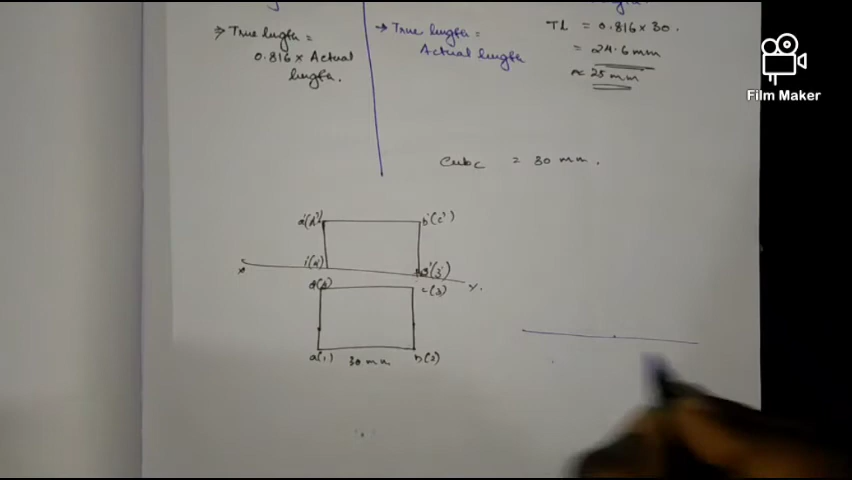 ⇒ True length =
0.816 × Actual
length.
→ True length =
Actual length
TL = 0.816 × 30.
= 24.6 mm
≈ 25 mm
Film Maker
Cube = 30 mm.
a'(d') b'(c')
x 1'(4') 2'(3') y.
d(4) c(3)
a(1) 30 mm b(2)